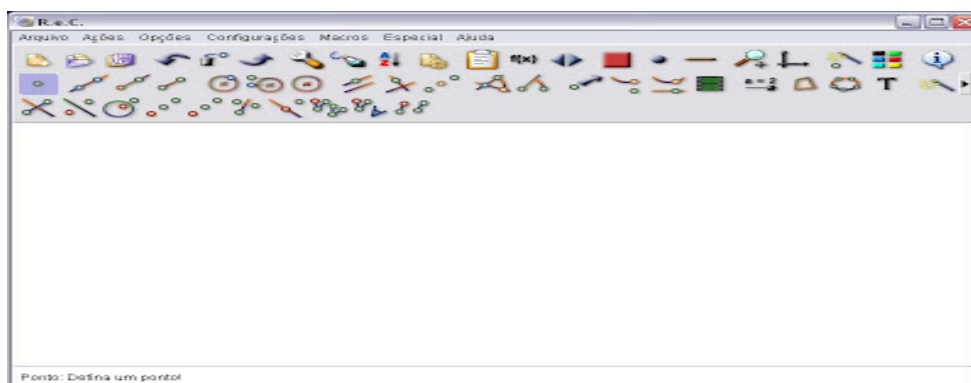 R.e.C.
Arquivo Ações Opções Configurações Macros Especial Ajuda
f(x)
T
Ponto: Defina um ponto!